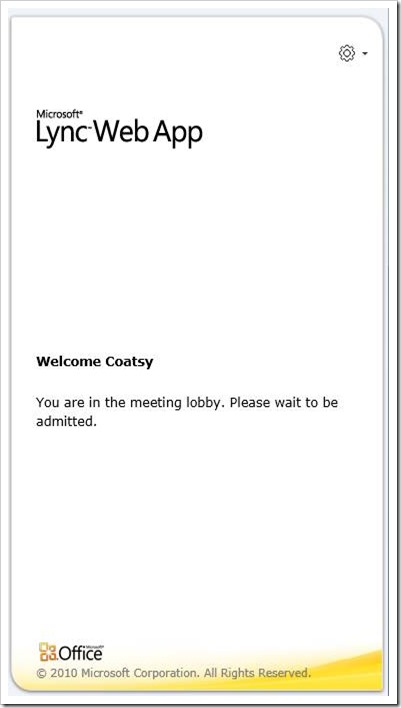 Microsoft®
Lync™ Web App
Welcome Coatsy
You are in the meeting lobby. Please wait to be
admitted.
Microsoft®
Office
© 2010 Microsoft Corporation. All Rights Reserved.